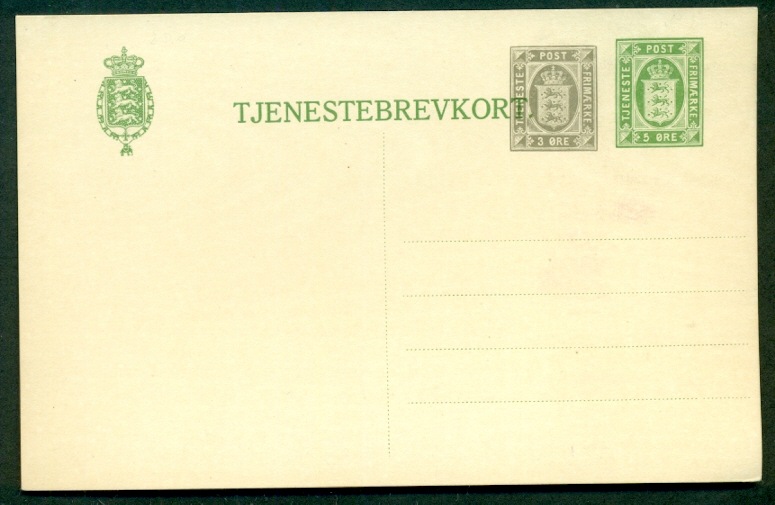 TJENESTEBREVKORT.
TJENESTE POST FRIMÆRKE
3 ØRE
TJENESTE POST FRIMÆRKE
5 ØRE